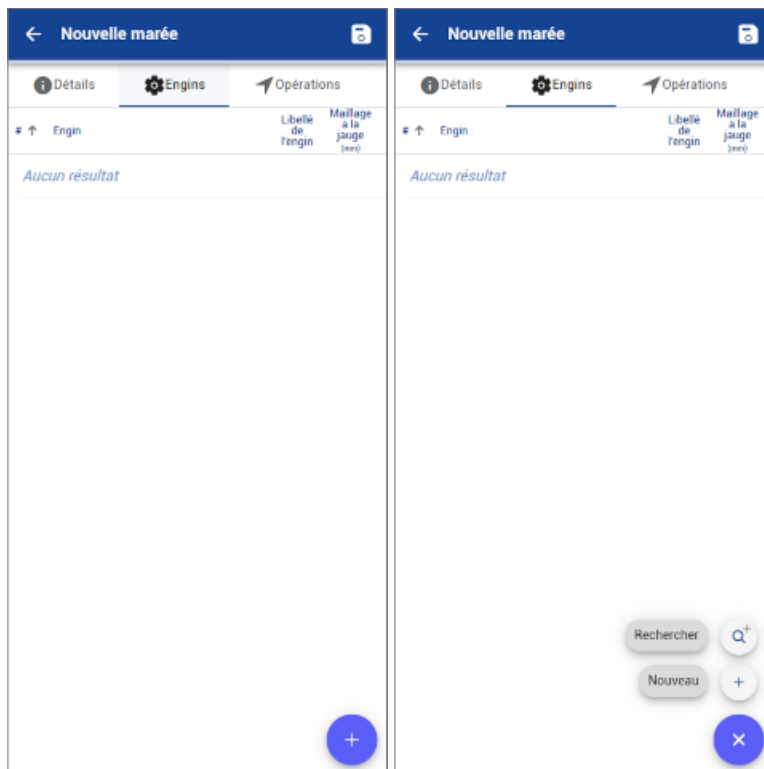 Nouvelle marée
Détails Engins Opérations
# Engin Libellé de l'engin Maillage a la jauge (mm)
Aucun résultat
Nouvelle marée
Détails Engins Opérations
# Engin Libellé de l'engin Maillage a la jauge (mm)
Aucun résultat
Rechercher
Nouveau